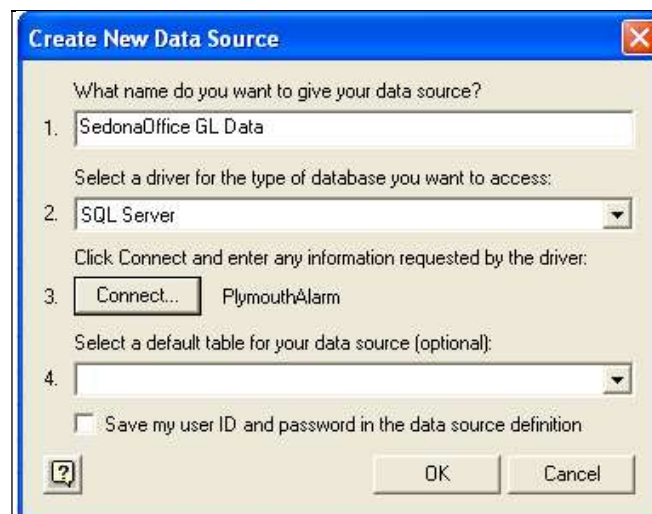 Create New Data Source
What name do you want to give your data source?
1. SedonaOffice GL Data
Select a driver for the type of database you want to access:
2. SQL Server
Click Connect and enter any information requested by the driver:
3. Connect... PlymouthAlarm
Select a default table for your data source (optional):
4.
Save my user ID and password in the data source definition
? OK Cancel